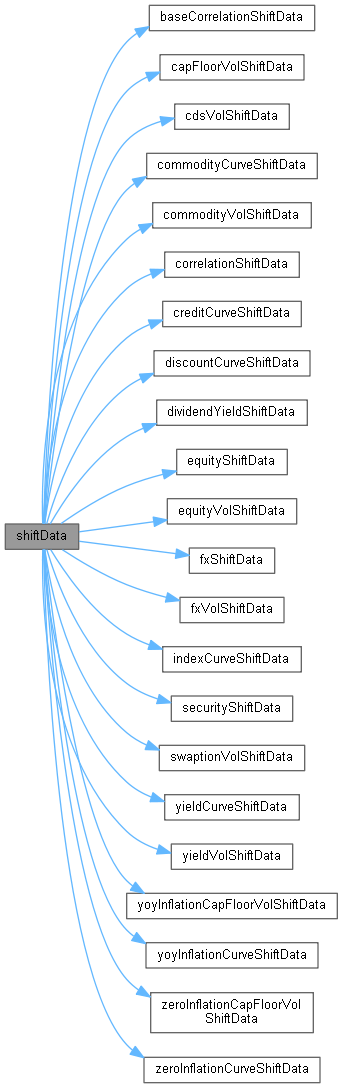 baseCorrelationShiftData
capFloorVolShiftData
cdsVolShiftData
commodityCurveShiftData
commodityVolShiftData
correlationShiftData
creditCurveShiftData
discountCurveShiftData
dividendYieldShiftData
equityShiftData
equityVolShiftData
shiftData
fxShiftData
fxVolShiftData
indexCurveShiftData
securityShiftData
swaptionVolShiftData
yieldCurveShiftData
yieldVolShiftData
yoyInflationCapFloorVolShiftData
yoyInflationCurveShiftData
zeroInflationCapFloorVol
ShiftData
zeroInflationCurveShiftData